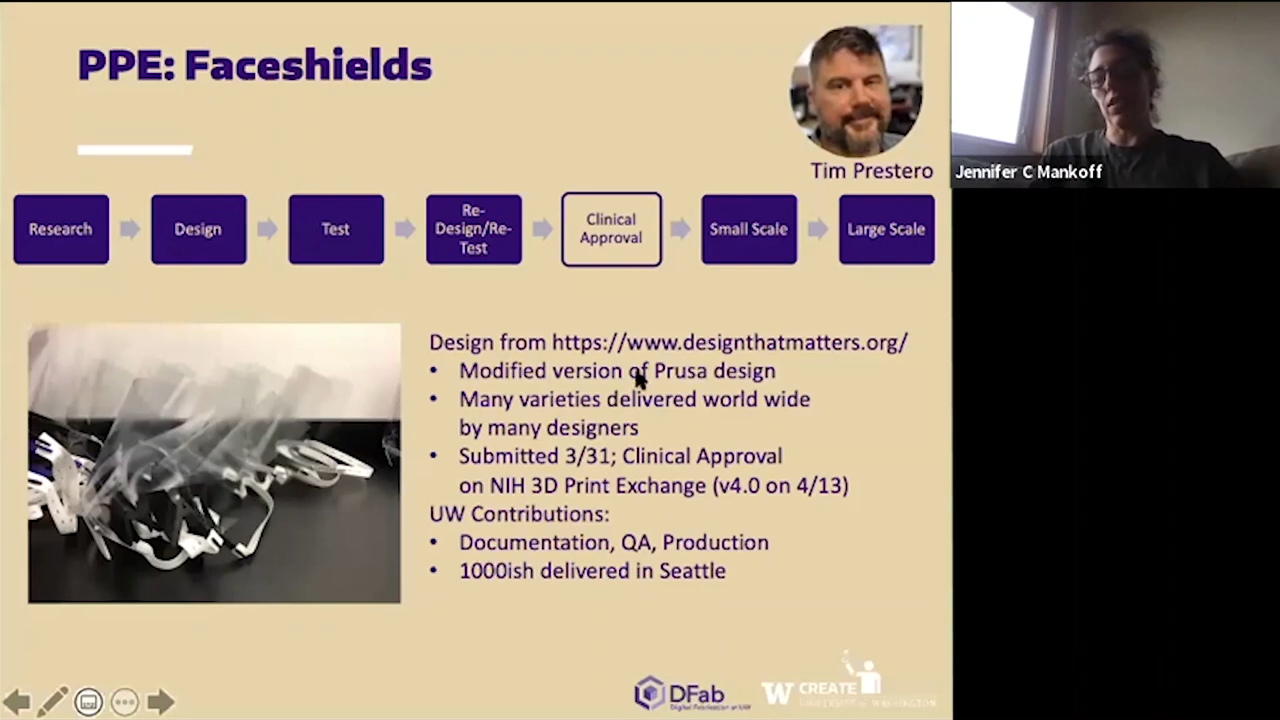 PPE: Faceshields
Tim Prestero
Jennifer C Mankoff
Research
Design
Test
Re-
Design/Re-
Test
Clinical
Approval
Small Scale
Large Scale
Design from https://www.designthatmatters.org/
• Modified version of Prusa design
• Many varieties delivered world wide
by many designers
• Submitted 3/31; Clinical Approval
on NIH 3D Print Exchange (v4.0 on 4/13)
UW Contributions:
• Documentation, QA, Production
• 1000ish delivered in Seattle
DFab
Digital Fabrication at UW
W CREATE
UNIVERSITY of WASHINGTON